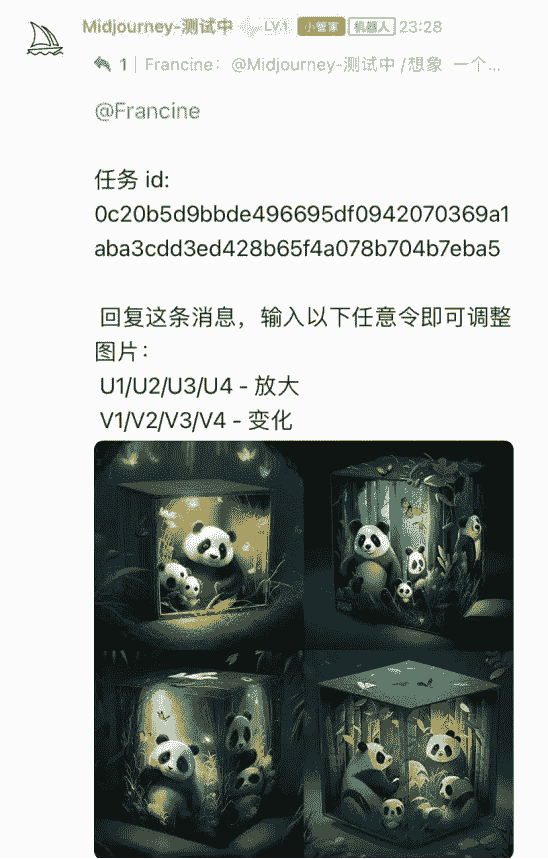 Midjourney-测试中 LV.1 小管家 机器人 23:28
1 | Francine：@Midjourney-测试中 /想象 一个...
@Francine
任务 id:
0c20b5d9bbde496695df0942070369a1
aba3cdd3ed428b65f4a078b704b7eba5
回复这条消息，输入以下任意令即可调整
图片：
U1/U2/U3/U4 - 放大
V1/V2/V3/V4 - 变化